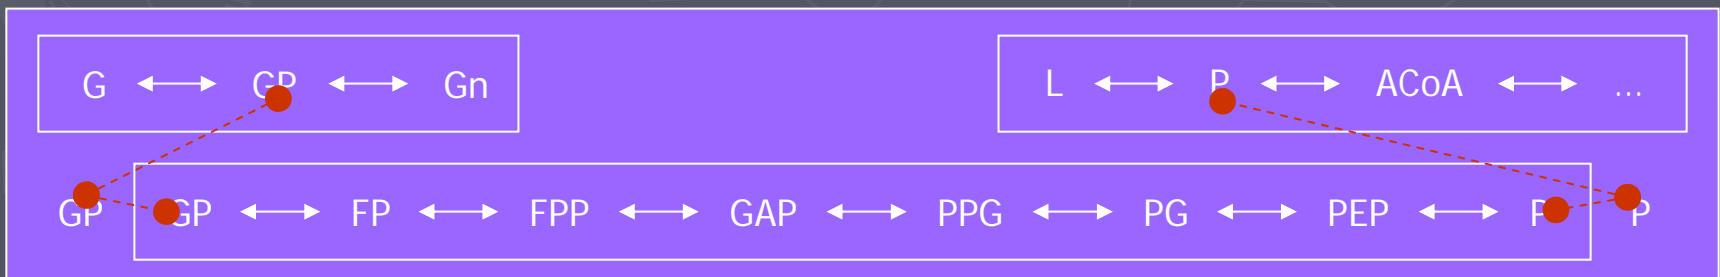 G GP Gn L P ACoA ...
GP GP FP FPP GAP PPG PG PEP P P